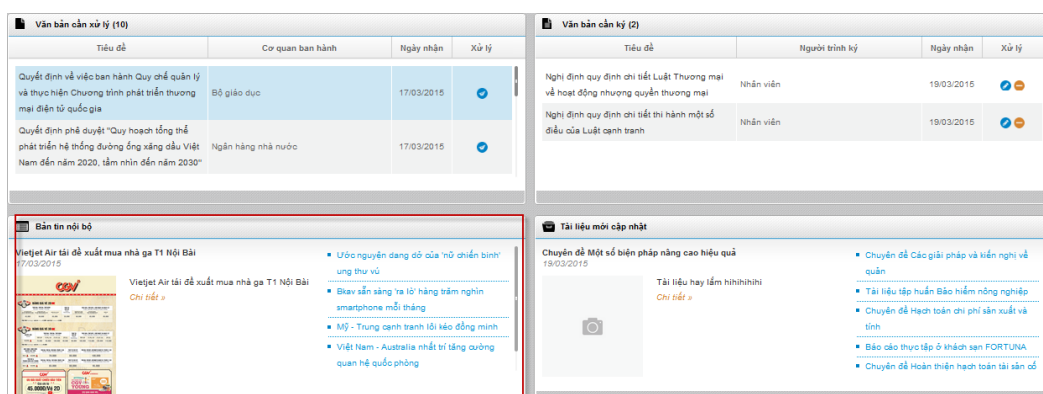 Văn bản cần xử lý (10)
Tiêu đề Cơ quan ban hành Ngày nhận Xử lý
Quyết định về việc ban hành Quy chế quản lý
và thực hiện Chương trình phát triển thương
mại điện tử quốc gia
Bộ giáo dục 17/03/2015
Quyết định phê duyệt "Quy hoạch tổng thể
phát triển hệ thống đường ống xăng dầu Việt
Nam đến năm 2020, tầm nhìn đến năm 2030"
Ngân hàng nhà nước 17/03/2015
Văn bản cần ký (2)
Tiêu đề Người trình ký Ngày nhận Xử lý
Nghị định quy định chi tiết Luật Thương mại
về hoạt động nhượng quyền thương mại
Nhân viên 19/03/2015
Nghị định quy định chi tiết thi hành một số
điều của Luật cạnh tranh
Nhân viên 19/03/2015
Bản tin nội bộ
Vietjet Air tái đề xuất mua nhà ga T1 Nội Bài
17/03/2015
CGV
45.000Đ/Vé 2D
Vietjet Air tái đề xuất mua nhà ga T1 Nội Bài
Chi tiết »
Ước nguyện dang dở của 'nữ chiến binh'
ung thư vú
Bkav sẵn sàng 'ra lò' hàng trăm nghìn
smartphone mỗi tháng
Mỹ - Trung cạnh tranh lôi kéo đồng minh
Việt Nam - Australia nhất trí tăng cường
quan hệ quốc phòng
Tài liệu mới cập nhật
Chuyên đề Một số biện pháp nâng cao hiệu quả
19/03/2015
Tài liệu hay lắm hihihihihi
Chi tiết »
Chuyên đề Các giải pháp và kiến nghị về
quản
Tài liệu tập huấn Bảo hiểm nông nghiệp
Chuyên đề Hạch toán chi phí sản xuất và
tính
Báo cáo thực tập ở khách sạn FORTUNA
Chuyên đề Hoàn thiện hạch toán tài sản cố